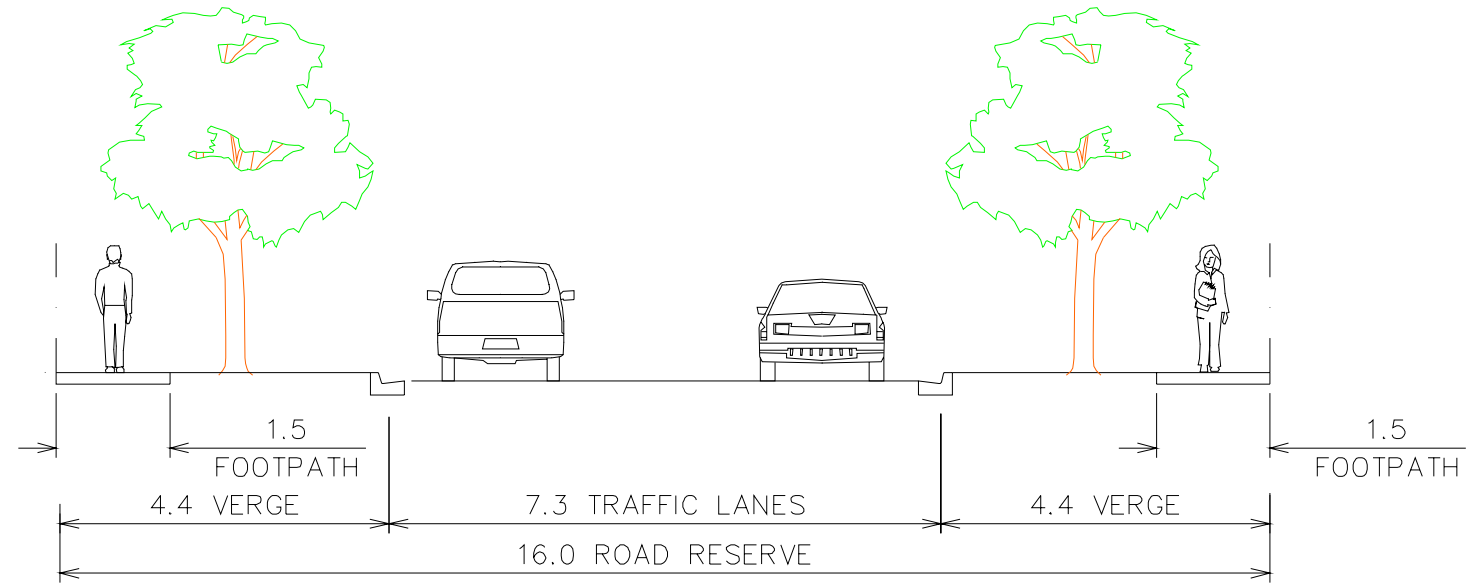 1.5
FOOTPATH
1.5
FOOTPATH
4.4 VERGE
7.3 TRAFFIC LANES
4.4 VERGE
16.0 ROAD RESERVE